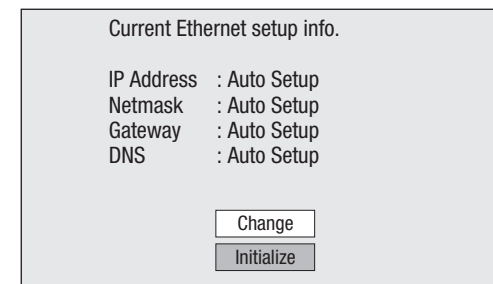 Current Ethernet setup info.
IP Address : Auto Setup
Netmask : Auto Setup
Gateway : Auto Setup
DNS : Auto Setup
Change
Initialize